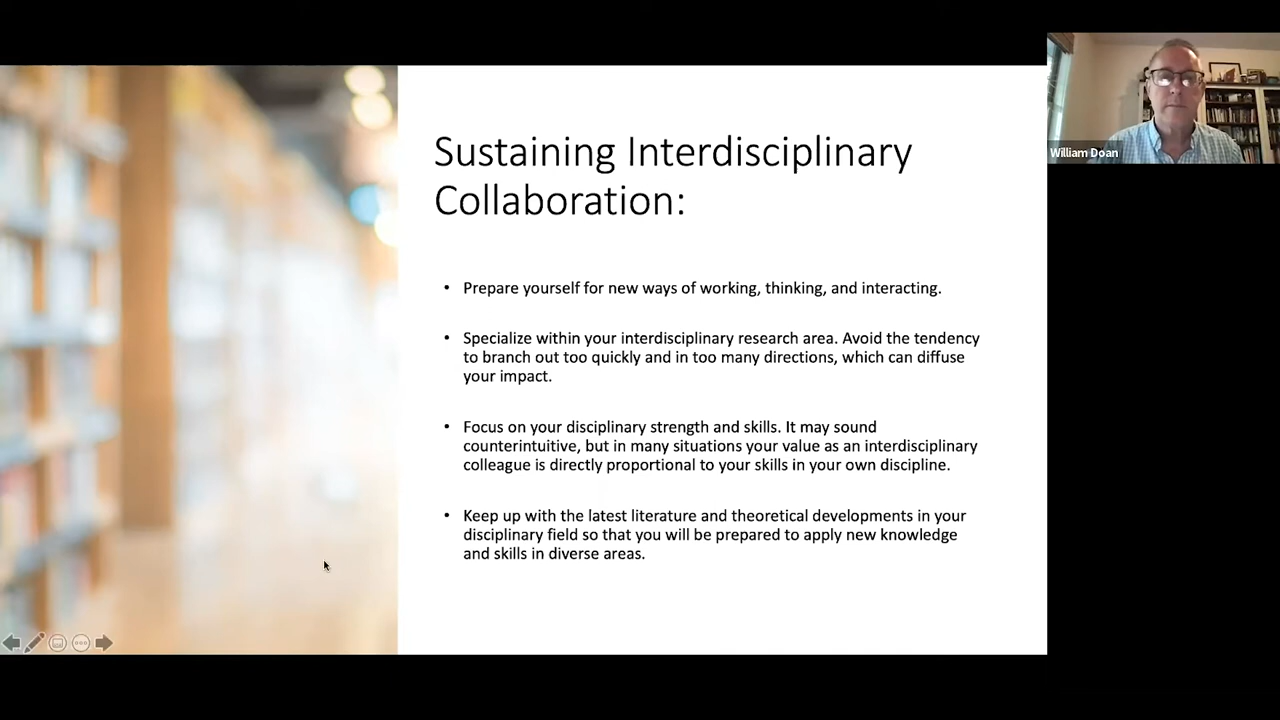 Sustaining Interdisciplinary
Collaboration:
• Prepare yourself for new ways of working, thinking, and interacting.
• Specialize within your interdisciplinary research area. Avoid the tendency
to branch out too quickly and in too many directions, which can diffuse
your impact.
• Focus on your disciplinary strength and skills. It may sound
counterintuitive, but in many situations your value as an interdisciplinary
colleague is directly proportional to your skills in your own discipline.
• Keep up with the latest literature and theoretical developments in your
disciplinary field so that you will be prepared to apply new knowledge
and skills in diverse areas.
William Doan